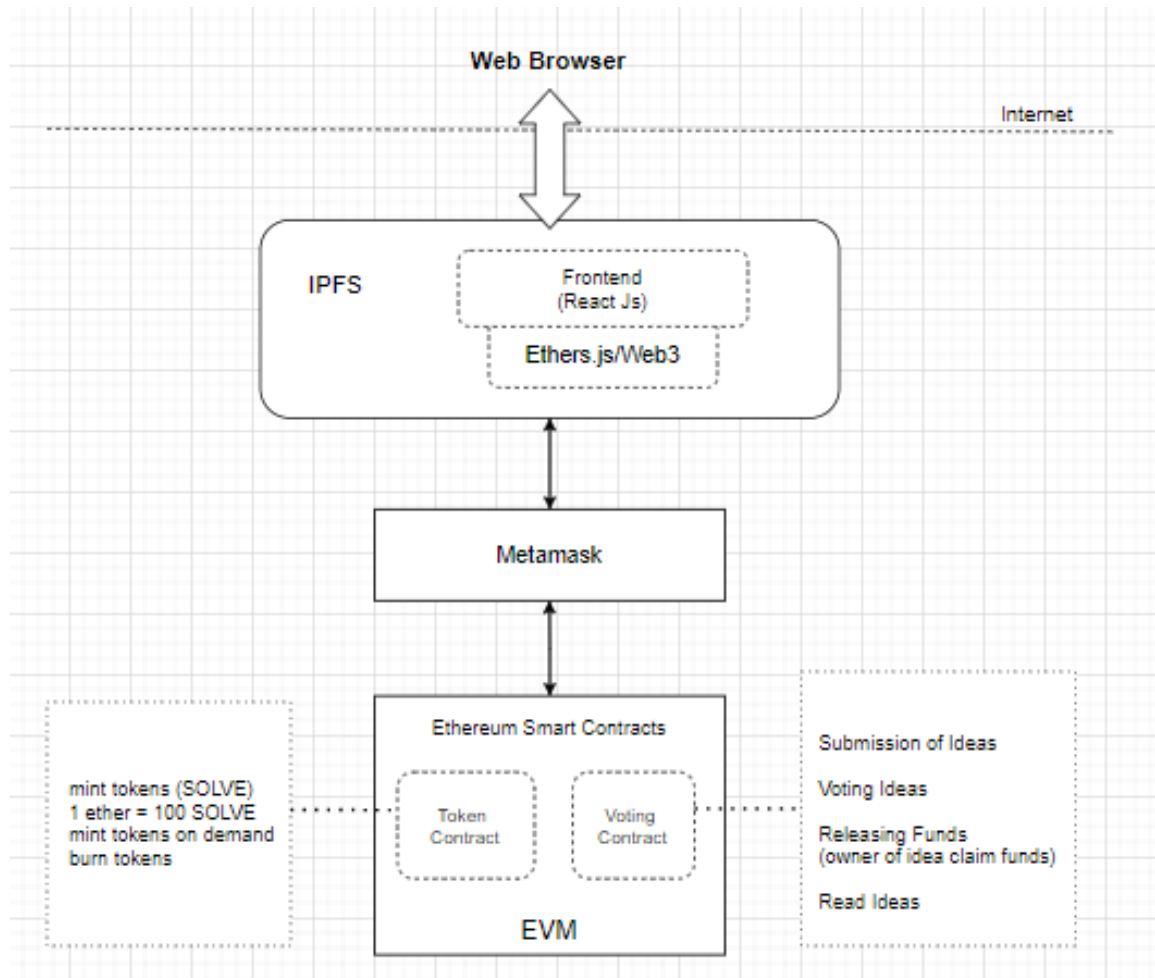 Web Browser
Internet
IPFS
Frontend
(React Js)
Ethers.js/Web3
Metamask
Ethereum Smart Contracts
mint tokens (SOLVE)
1 ether = 100 SOLVE
mint tokens on demand
burn tokens
Token
Contract
Voting
Contract
EVM
Submission of Ideas
Voting Ideas
Releasing Funds
(owner of idea claim funds)
Read Ideas